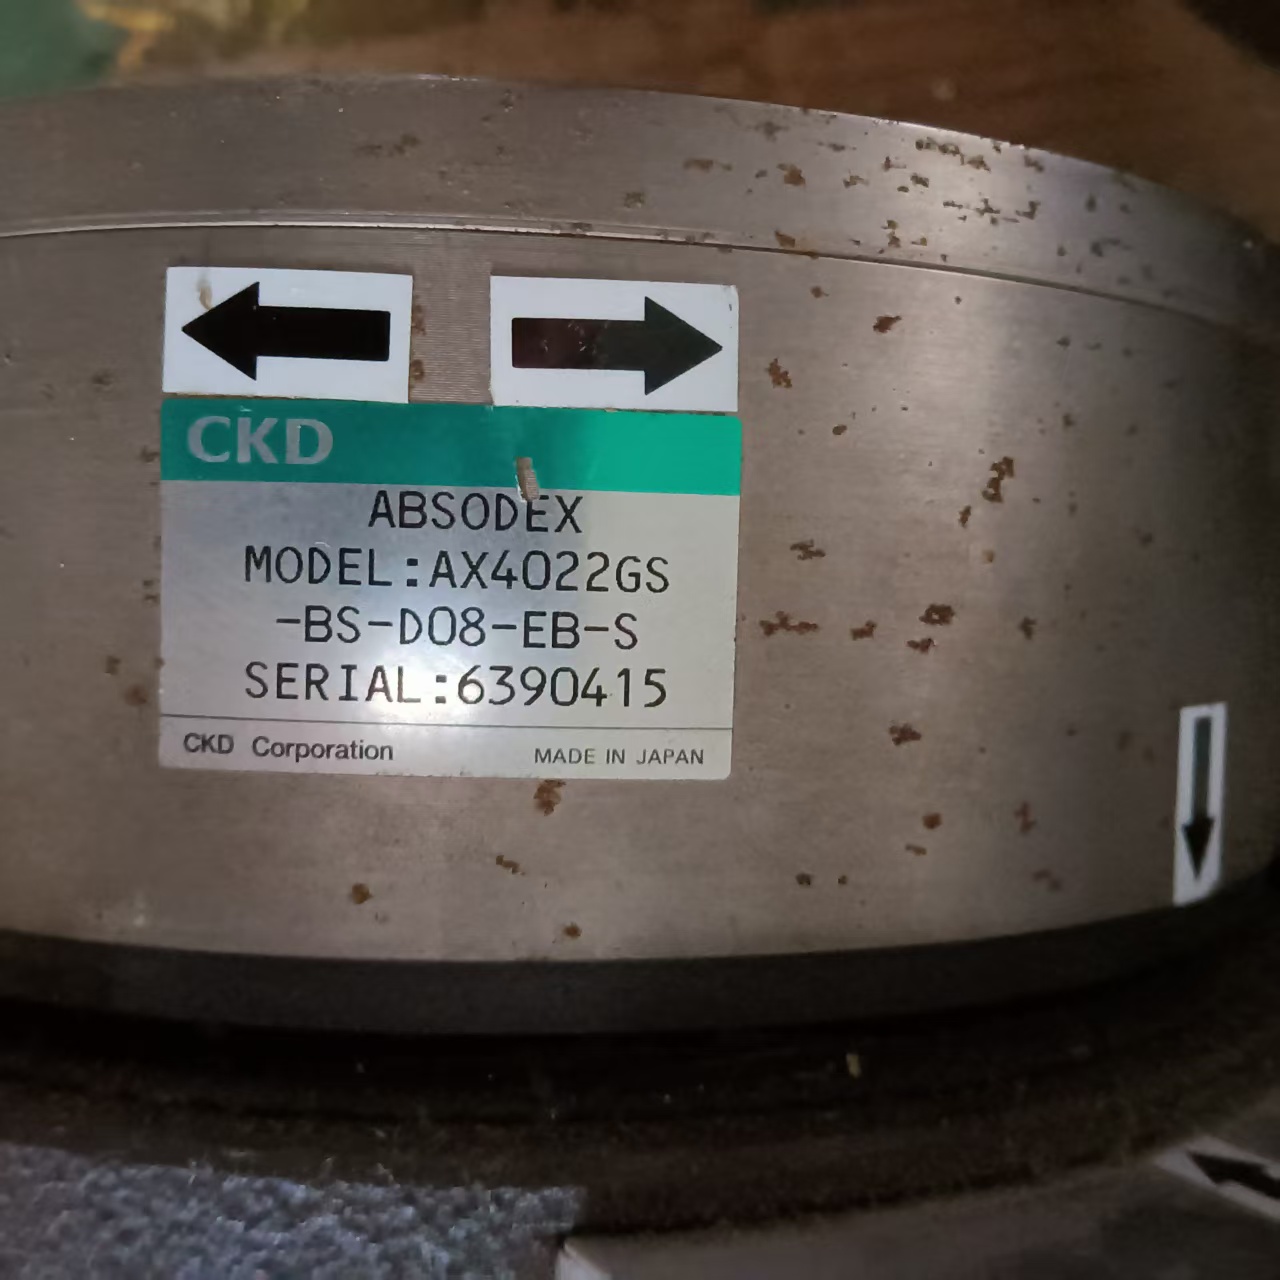 CKD
ABSODEX
MODEL:AX4022GS
-BS-D08-EB-S
SERIAL:6390415
CKD Corporation MADE IN JAPAN